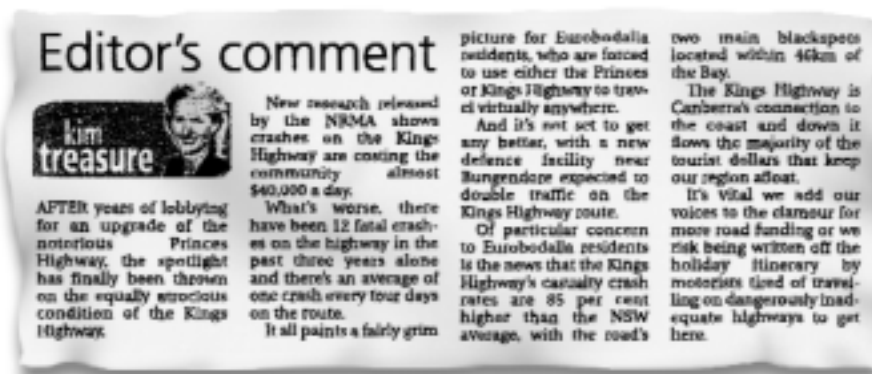 Editor's comment
kim
treasure
AFTER years of lobbying
for an upgrade of the
notorious Princes
Highway, the spotlight
has finally been thrown
on the equally atrocious
condition of the Kings
Highway.
New research released
by the NRMA shows
crashes on the Kings
Highway are costing the
community almost
$40,000 a day.
What's worse, there
have been 12 fatal crash-
es on the highway in the
past three years alone
and there's an average of
one crash every four days
on the route.
It all paints a fairly grim
picture for Eurobodalla
residents, who are forced
to use either the Princes
or Kings Highway to trav-
el virtually anywhere.
And it's not set to get
any better, with a new
defence facility near
Bungendore expected to
double traffic on the
Kings Highway route.
Of particular concern
to Eurobodalla residents
is the news that the Kings
Highway's casualty crash
rates are 85 per cent
higher than the NSW
average, with the road's
two main blackspots
located within 46km of
the Bay.
The Kings Highway is
Canberra's connection to
the coast and down it
flows the majority of the
tourist dollars that keep
our region afloat.
It's vital we add our
voices to the clamour for
more road funding or we
risk being written off the
holiday itinerary by
motorists tired of travel-
ling on dangerously inad-
equate highways to get
here.